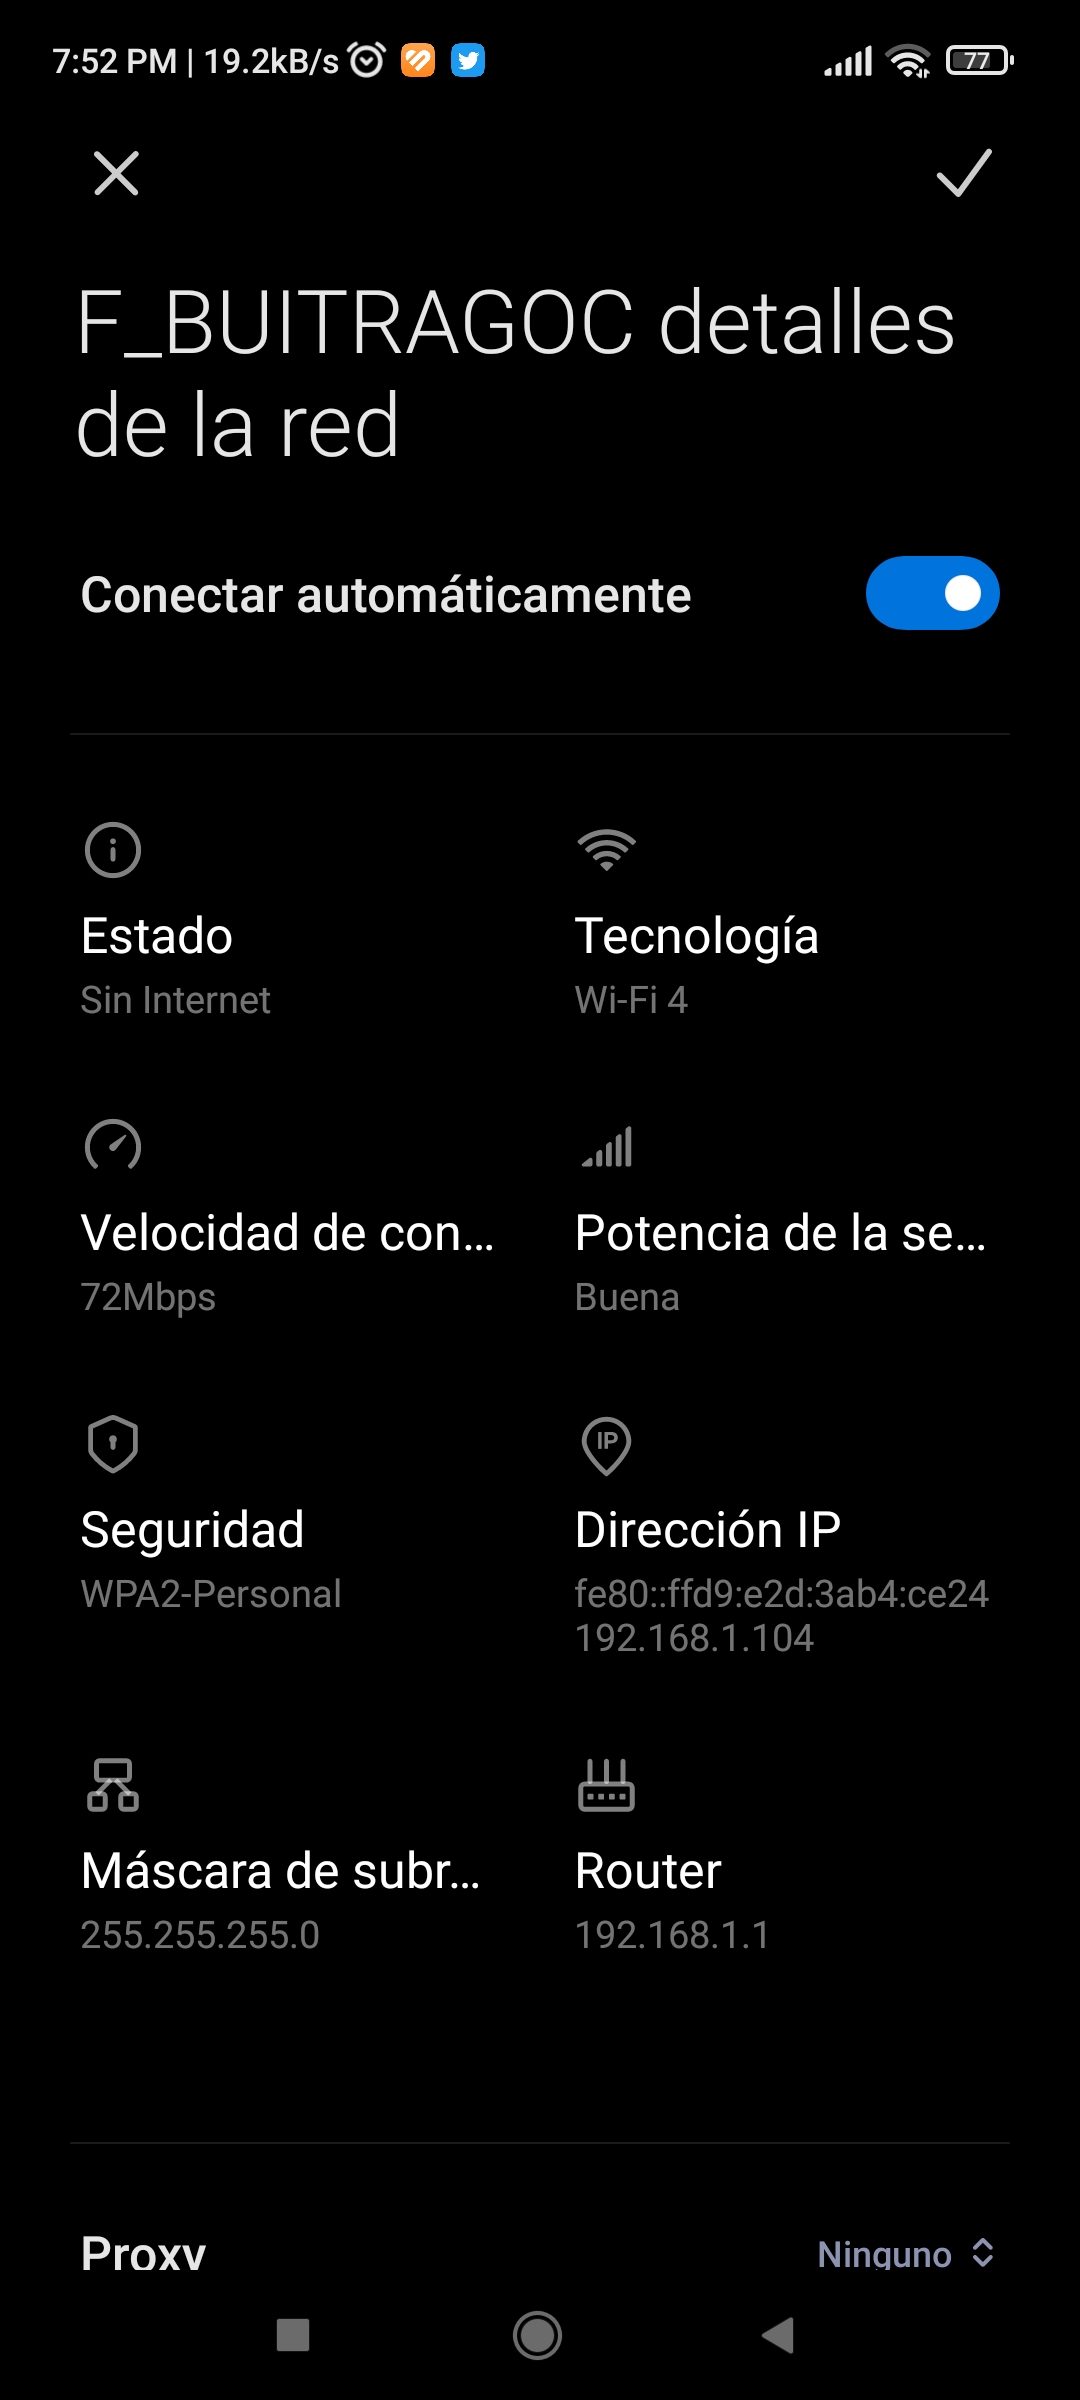 7:52 PM | 19.2kB/s 77
F_BUITRAGOC detalles
de la red
Conectar automáticamente
Estado
Sin Internet
Tecnología
Wi-Fi 4
Velocidad de con...
72Mbps
Potencia de la se...
Buena
Seguridad
WPA2-Personal
IP
Dirección IP
fe80::ffd9:e2d:3ab4:ce24
192.168.1.104
Máscara de subr...
255.255.255.0
Router
192.168.1.1
Proxy Ninguno